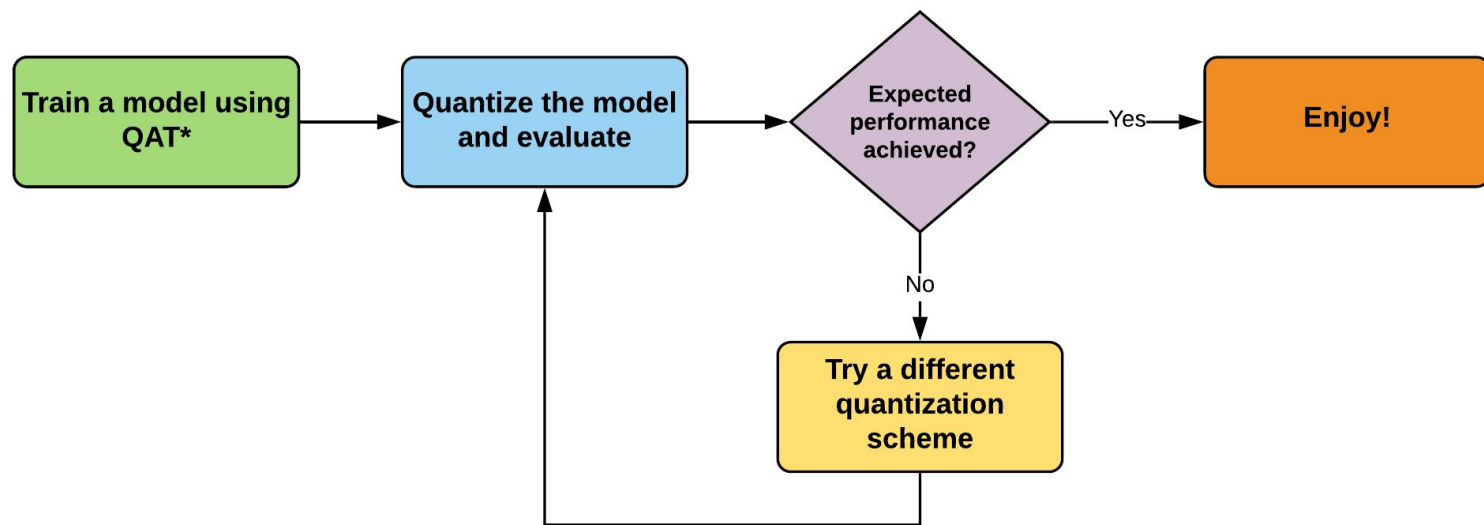 Train a model using
QAT*
Quantize the model
and evaluate
Expected
performance
achieved?
Yes
Enjoy!
No
Try a different
quantization
scheme